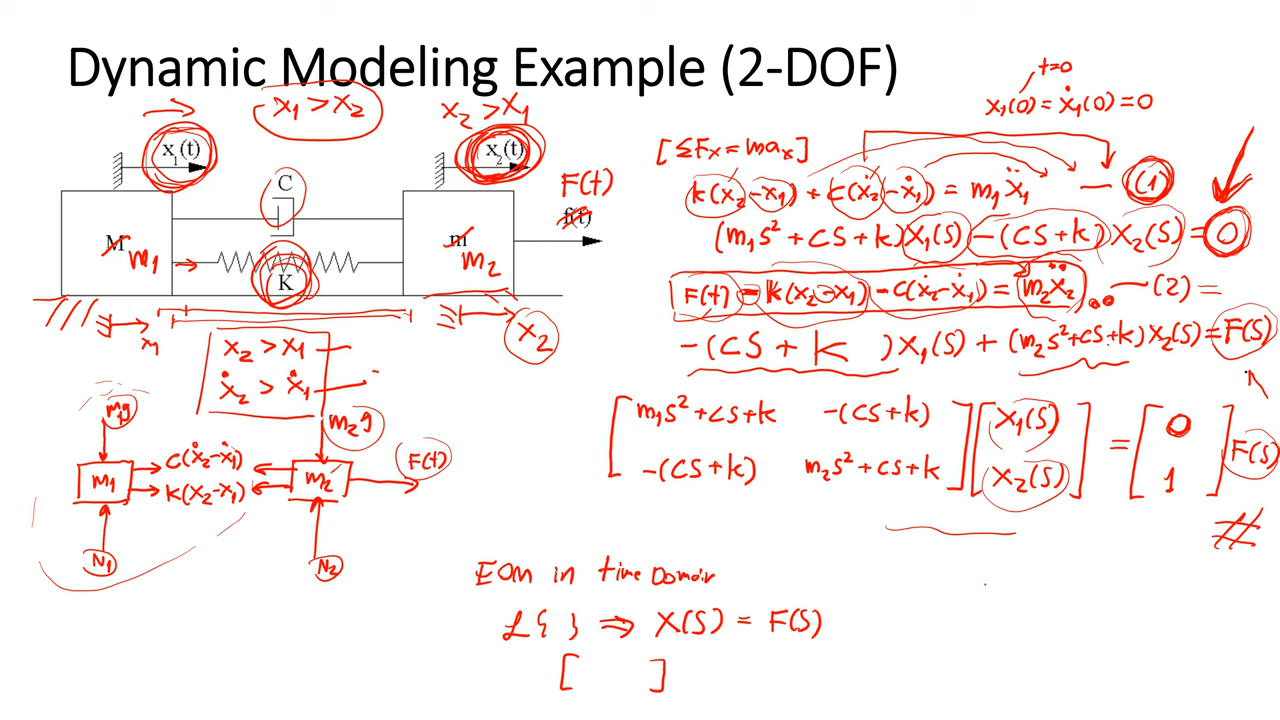 Dynamic Modeling Example (2-DOF)
t=0
x₁(0) = ẋ₁(0) = 0
x₁ > x₂
x₂ > x₁
x₁(t)
x₂(t)
[ΣFx = max]
C
F(t)
f(t)
k(x₂ - x₁) + c(ẋ₂ - ẋ₁) = m₁ẍ₁ — (1)
M
m₁
K
m
m₂
(m₁s² + cs + k) X₁(s) - (cs + k) X₂(s) = 0
F(t) - k(x₂ - x₁) - c(ẋ₂ - ẋ₁) = m₂ẍ₂ — (2) =
x₁
x₂
-(cs + k) X₁(s) + (m₂s² + cs + k) X₂(s) = F(s)
x₂ > x₁
ẋ₂ > ẋ₁
m₁g
m₂g
[m₁s² + cs + k -(cs + k)] [X₁(s)] = [0]
F(s)
[-(cs + k) m₂s² + cs + k] [X₂(s)] [1]
c(ẋ₂ - ẋ₁)
F(t)
m₁
k(x₂ - x₁)
m₂
N₁
N₂
EOM in time Domain
ℒ{ } ⇒ X(s) = F(s)
[ ]